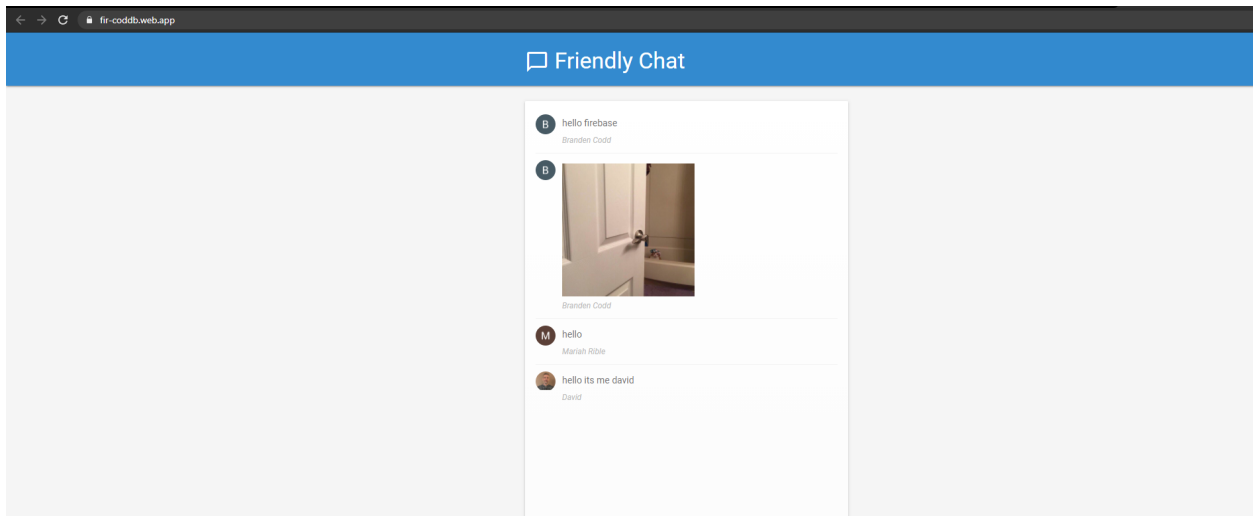 fir-coddb.web.app
Friendly Chat
B
hello firebase
Branden Codd
B
Branden Codd
M
hello
Mariah Rible
hello its me david
David